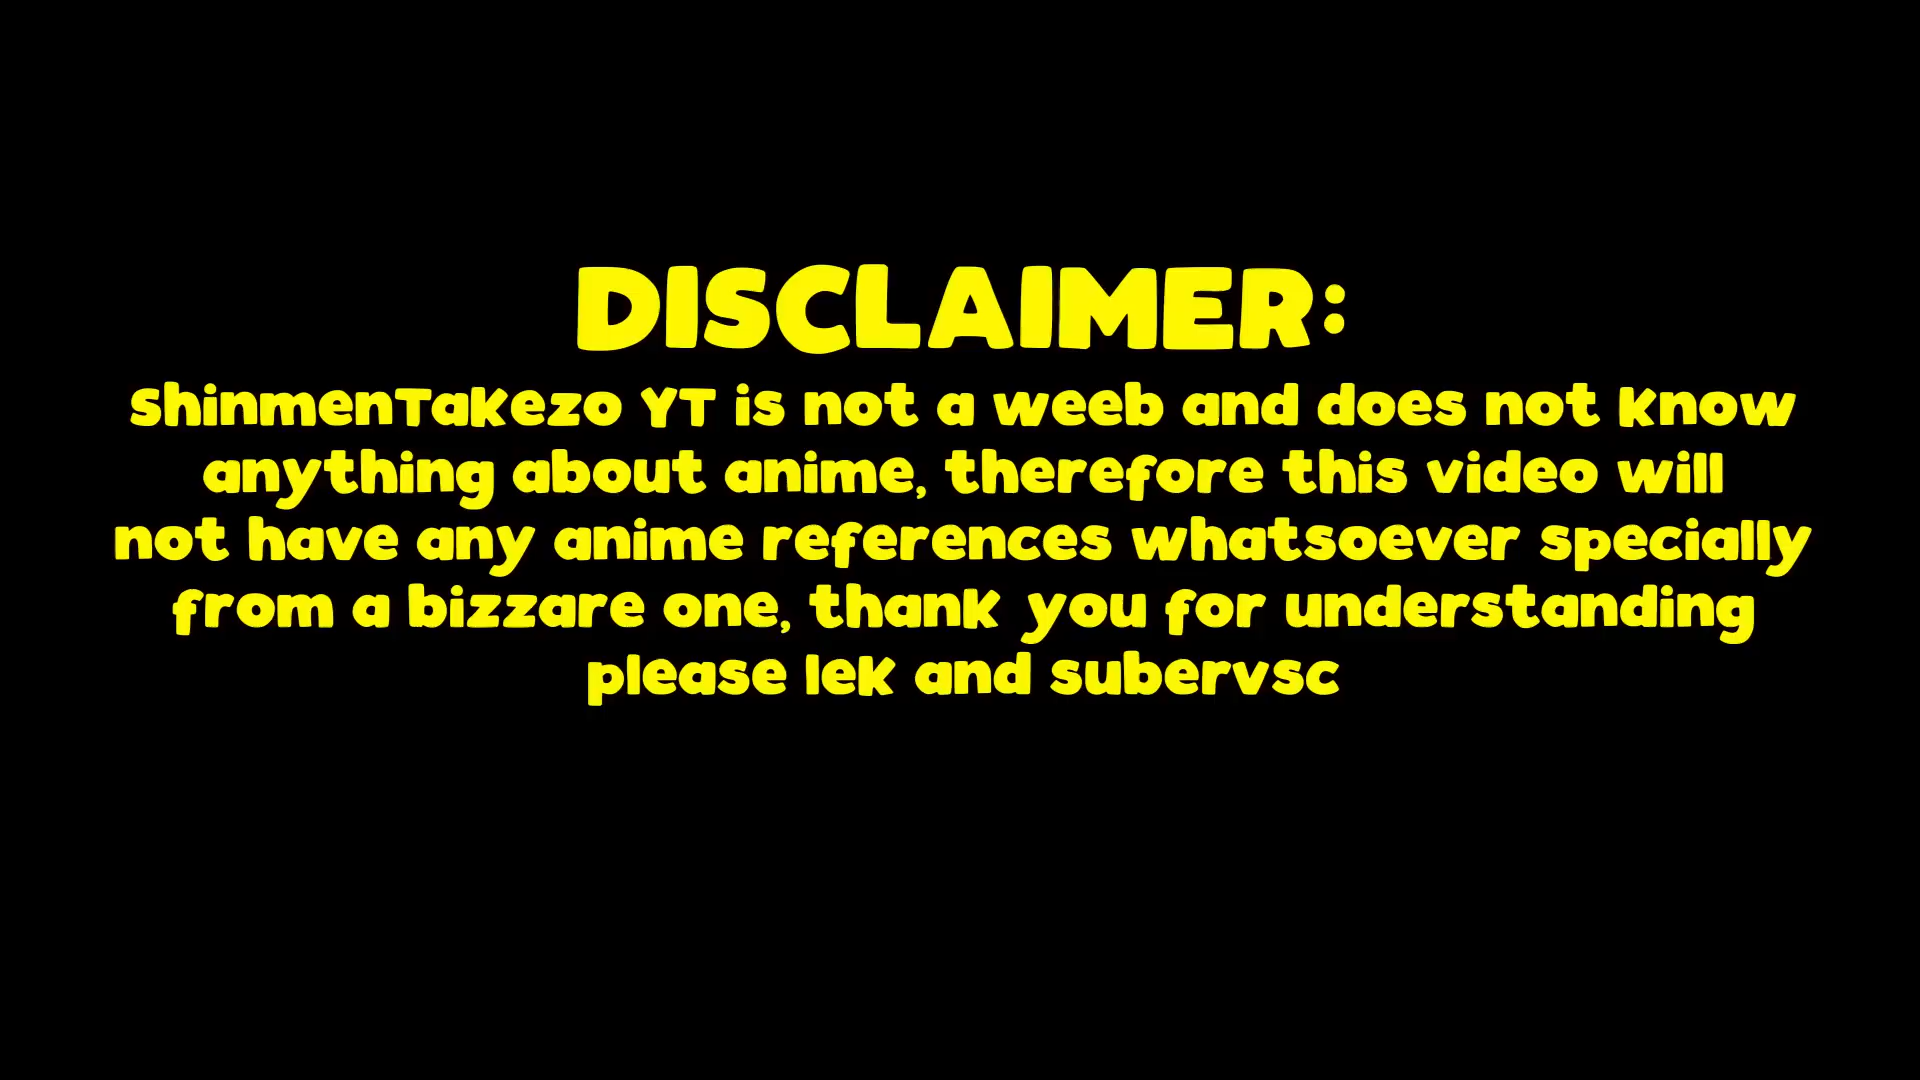 DISCLAIMER:
ShinmenTakezo YT is not a weeb and does not know
anything about anime, therefore this video will
not have any anime references whatsoever specially
from a bizzare one, thank you for understanding
please lek and subervsc